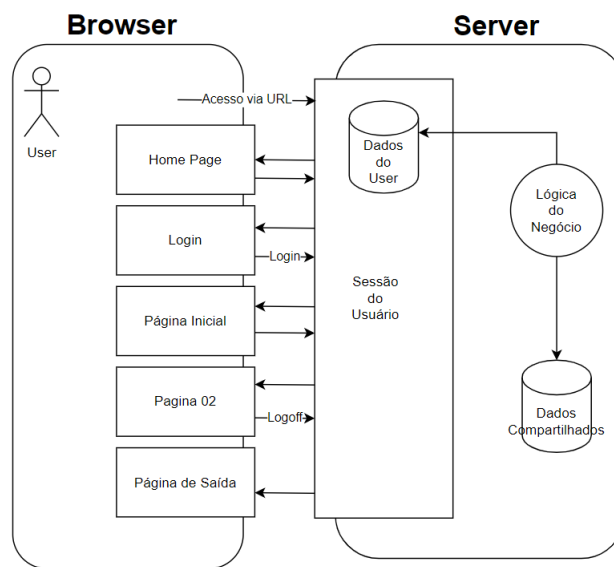 Browser
Server
User
Acesso via URL
Dados
do
User
Home Page
Lógica
do
Negócio
Login
Login
Sessão
do
Usuário
Página Inicial
Pagina 02
Logoff
Dados
Compartilhados
Página de Saída